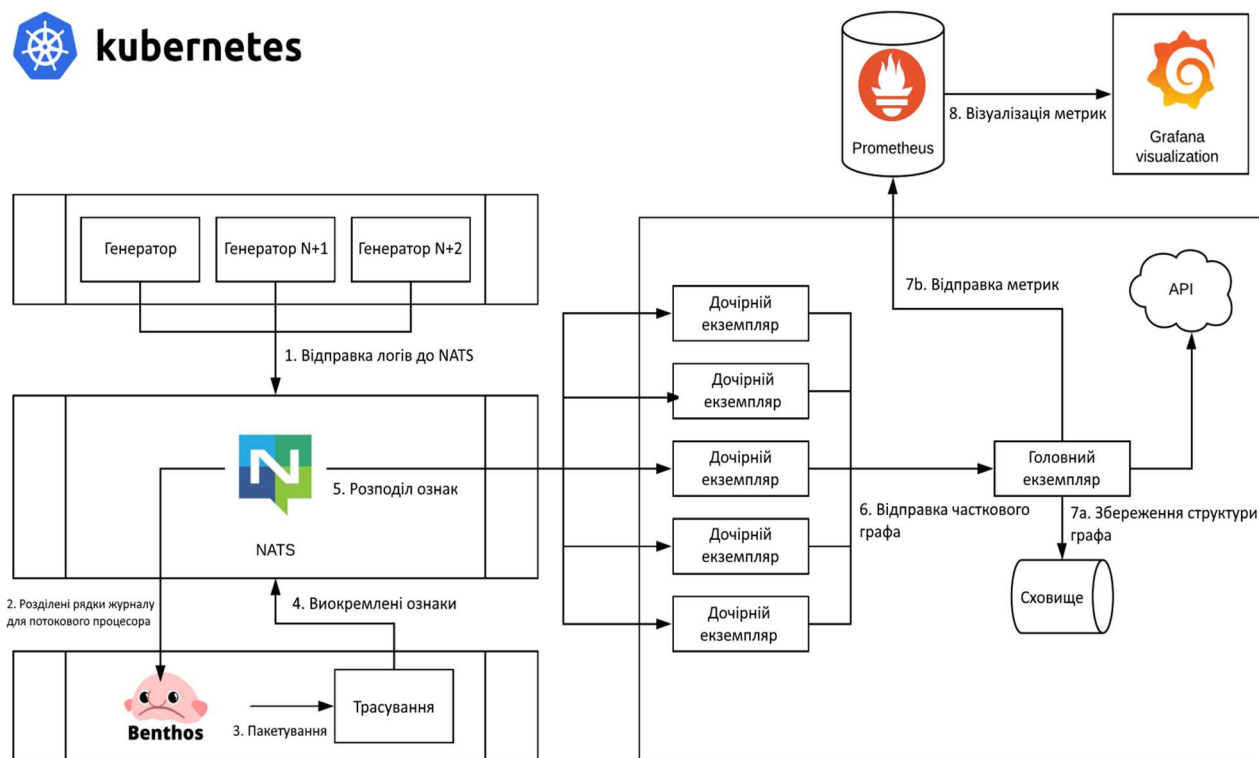 kubernetes
Prometheus
8. Візуалізація метрик
Grafana
visualization
Генератор
Генератор N+1
Генератор N+2
1. Відправка логів до NATS
7b. Відправка метрик
API
Дочірній
екземпляр
Дочірній
екземпляр
Дочірній
екземпляр
Дочірній
екземпляр
Дочірній
екземпляр
5. Розподіл ознак
NATS
Головний
екземпляр
6. Відправка часткового
графа
7a. Збереження структури
графа
Сховище
2. Розділені рядки журналу
для потокового процесора
4. Виокремлені ознаки
Benthos
3. Пакетування
Трасування